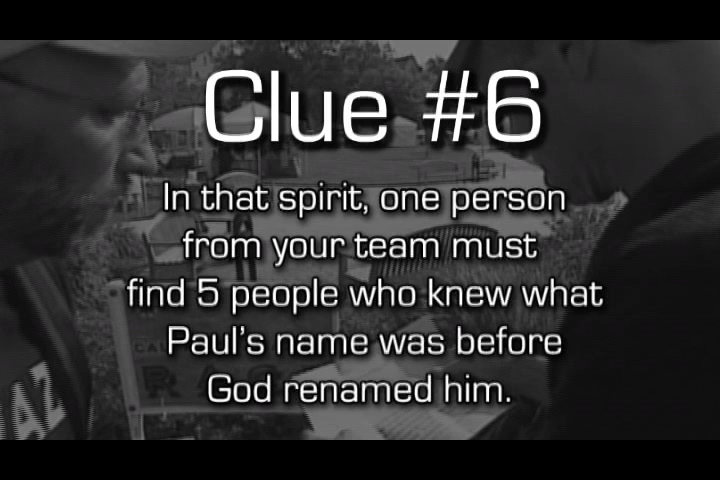 Clue #6
In that spirit, one person
from your team must
find 5 people who knew what
Paul's name was before
God renamed him.
AZ